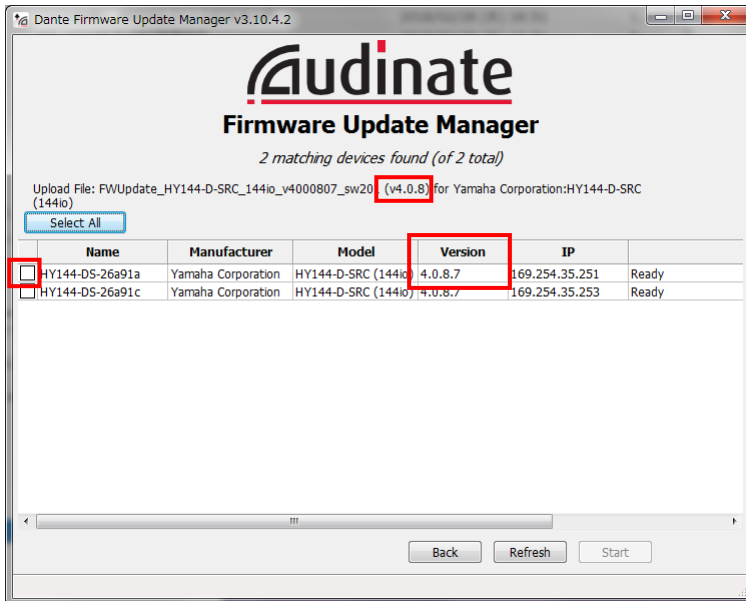 Dante Firmware Update Manager v3.10.4.2
Audinate
Firmware Update Manager
2 matching devices found (of 2 total)
Upload File: FWUpdate_HY144-D-SRC_144io_v4000807_sw201 (v4.0.8) for Yamaha Corporation:HY144-D-SRC
(144io)
Select All
Name Manufacturer Model Version IP
HY144-DS-26a91a Yamaha Corporation HY144-D-SRC (144io) 4.0.8.7 169.254.35.251 Ready
HY144-DS-26a91c Yamaha Corporation HY144-D-SRC (144io) 4.0.8.7 169.254.35.253 Ready
Back Refresh Start